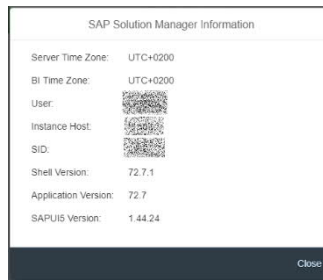 SAP Solution Manager Information
Server Time Zone: UTC+0200
BI Time Zone: UTC+0200
User:
Instance Host:
SID:
Shell Version: 72.7.1
Application Version: 72.7
SAPUI5 Version: 1.44.24
Close